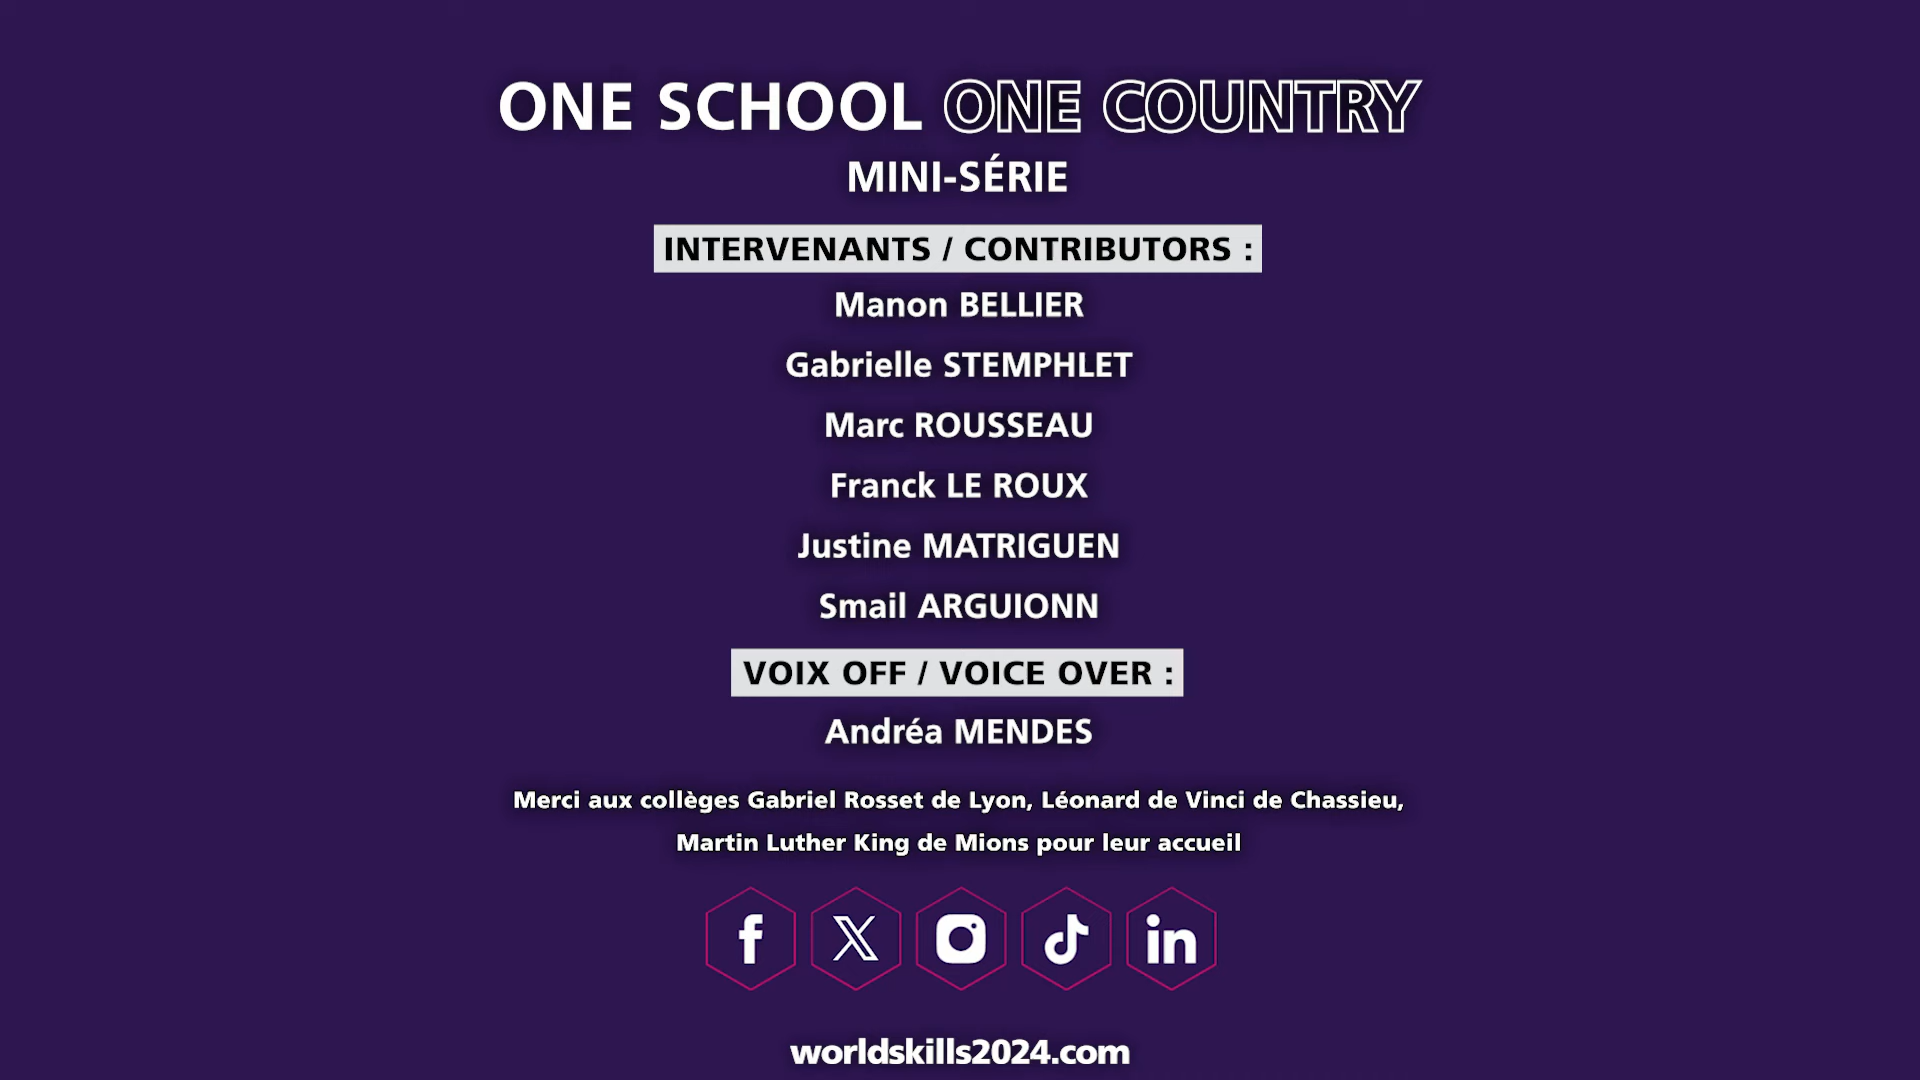 ONE SCHOOL ONE COUNTRY
MINI-SÉRIE
INTERVENANTS / CONTRIBUTORS :
Manon BELLIER
Gabrielle STEMPHLET
Marc ROUSSEAU
Franck LE ROUX
Justine MATRIGUEN
Smail ARGUIONN
VOIX OFF / VOICE OVER :
Andréa MENDES
Merci aux collèges Gabriel Rosset de Lyon, Léonard de Vinci de Chassieu,
Martin Luther King de Mions pour leur accueil
worldskills2024.com